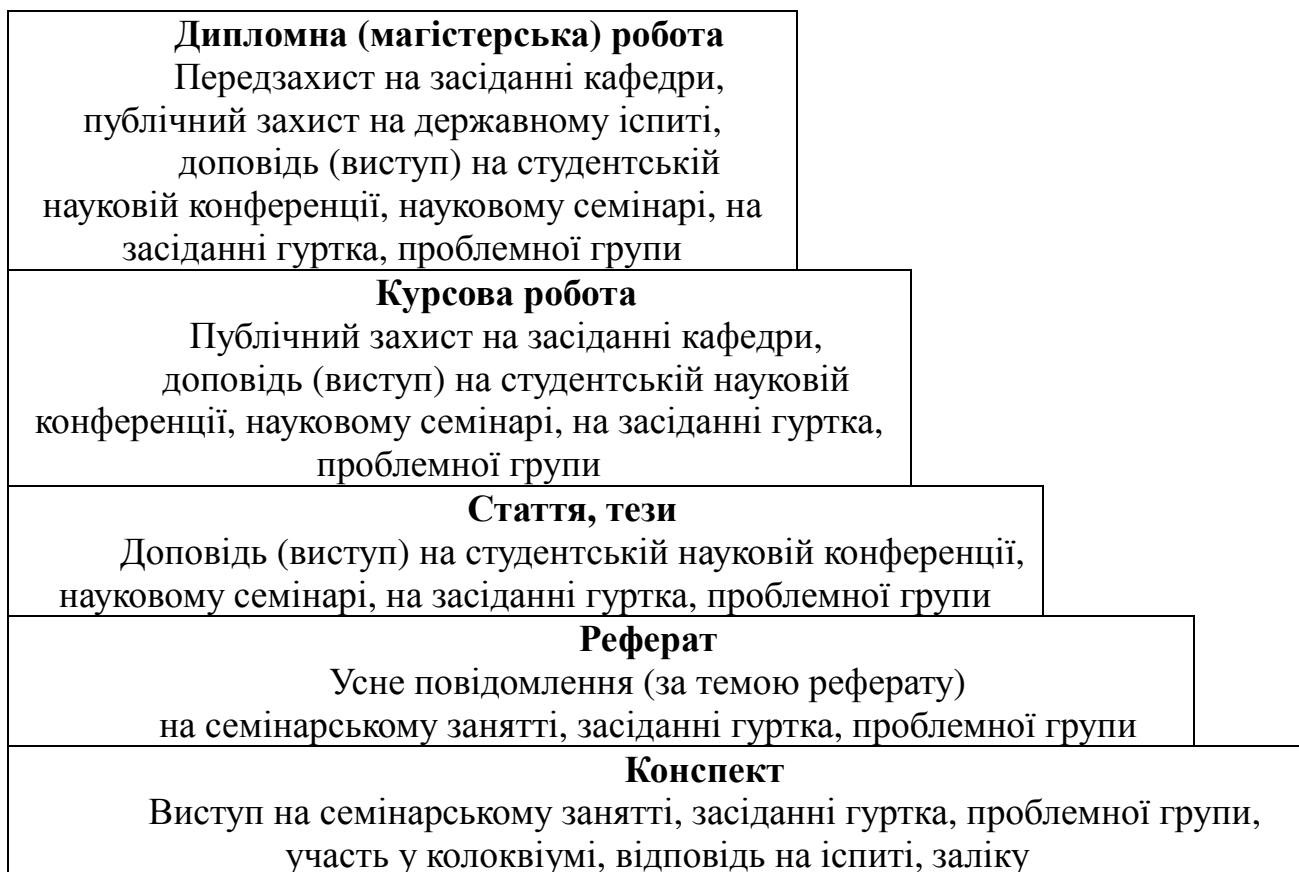 Дипломна (магістерська) робота
Передзахист на засіданні кафедри,
публічний захист на державному іспиті,
доповідь (виступ) на студентській
науковій конференції, науковому семінарі, на
засіданні гуртка, проблемної групи
Курсова робота
Публічний захист на засіданні кафедри,
доповідь (виступ) на студентській науковій
конференції, науковому семінарі, на засіданні гуртка,
проблемної групи
Стаття, тези
Доповідь (виступ) на студентській науковій конференції,
науковому семінарі, на засіданні гуртка, проблемної групи
Реферат
Усне повідомлення (за темою реферату)
на семінарському занятті, засіданні гуртка, проблемної групи
Конспект
Виступ на семінарському занятті, засіданні гуртка, проблемної групи,
участь у колоквіумі, відповідь на іспиті, заліку